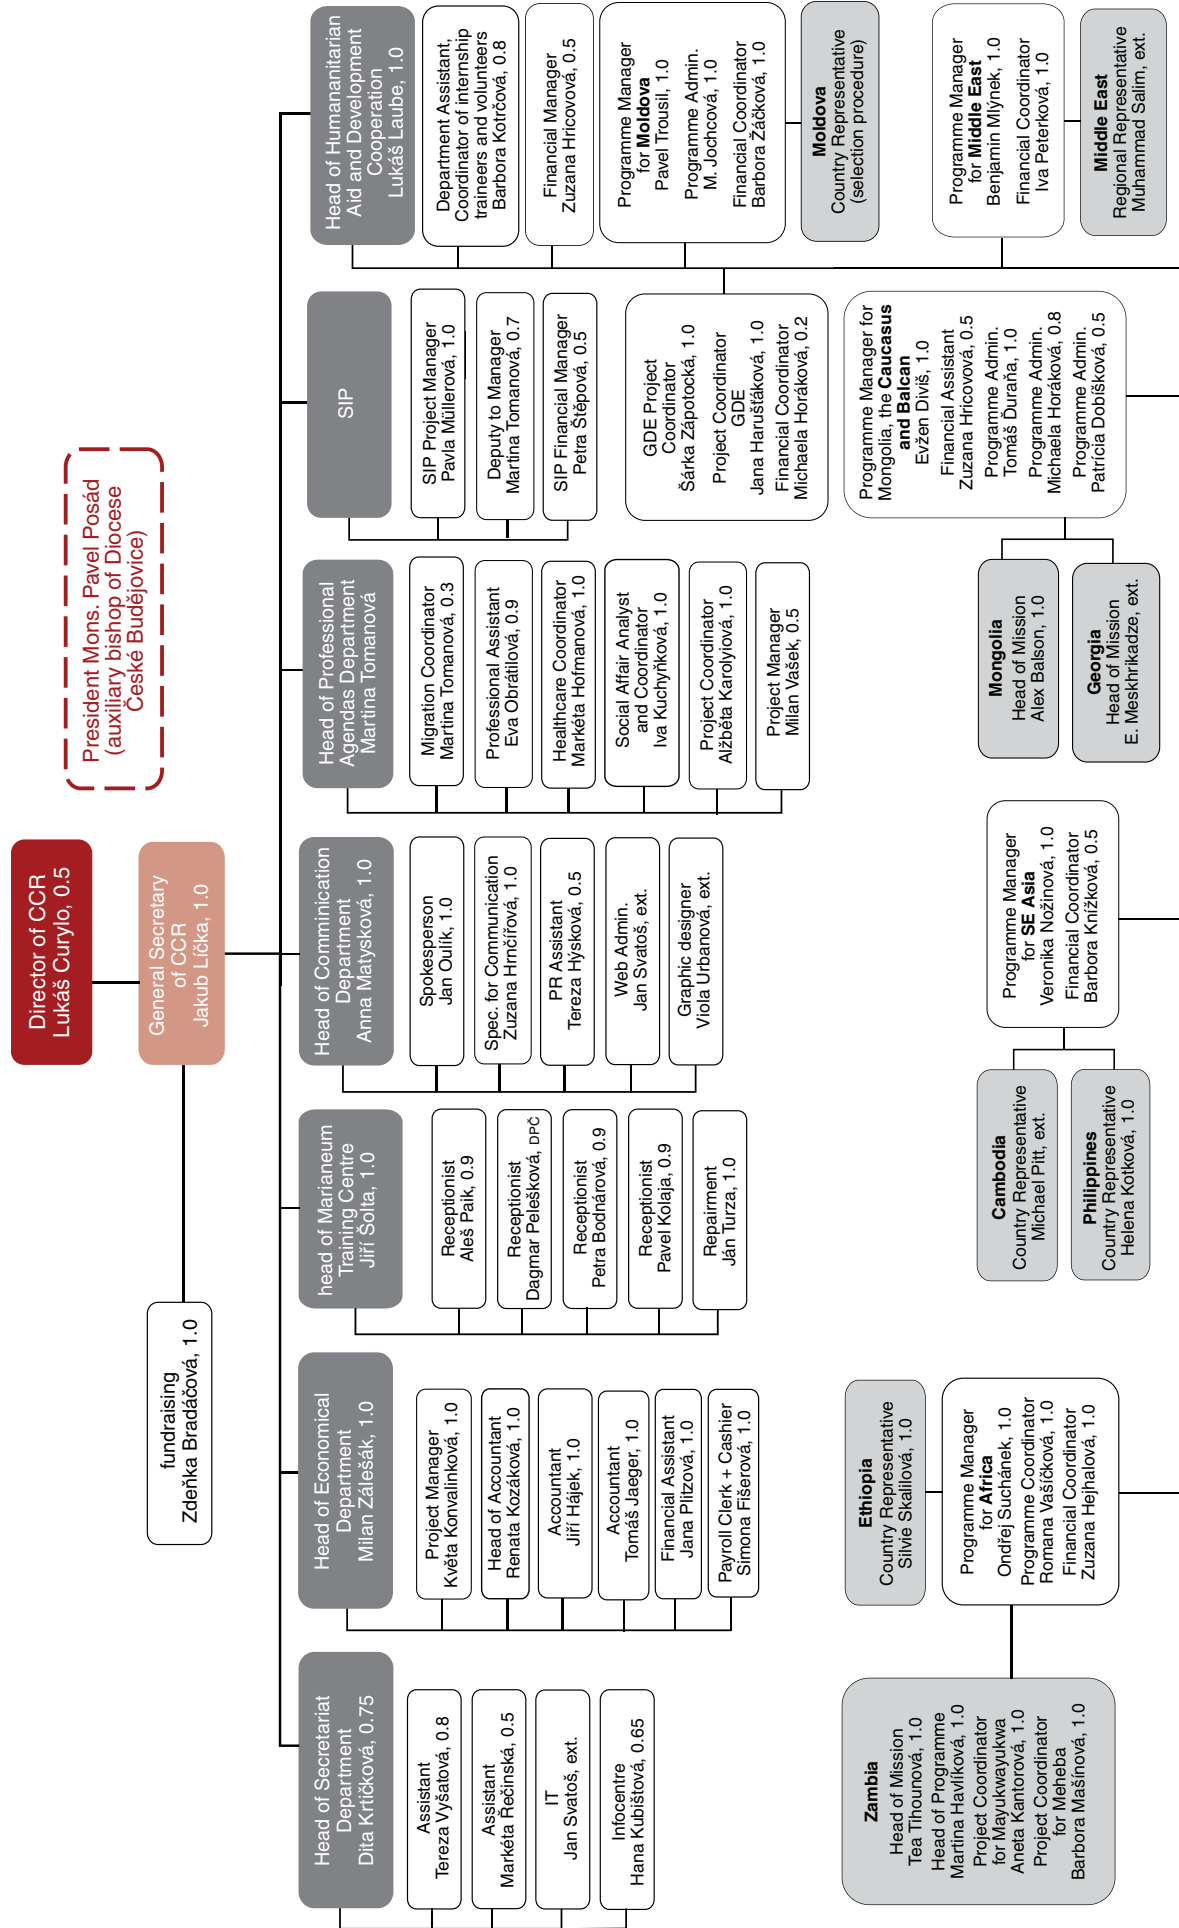 Director of CCR
Lukáš Curylo, 0.5
President Mons. Pavel Posád
(auxiliary bishop of Diocese
České Budějovice)
General Secretary
of CCR
Jakub Líčka, 1.0
fundraising
Zdeňka Bradáčová, 1.0
Head of Secretariat
Department
Dita Krtičková, 0.75
Assistant
Tereza Vyšatová, 0.8
Assistant
Markéta Řečinská, 0.5
IT
Jan Svatoš, ext.
Infocentre
Hana Kubištová, 0.65
Head of Economical
Department
Milan Zálešák, 1.0
Project Manager
Květa Konvalinková, 1.0
Head of Accountant
Renata Kozáková, 1.0
Accountant
Jiří Hájek, 1.0
Accountant
Tomáš Jaeger, 1.0
Financial Assistant
Jana Plitzová, 1.0
Payroll Clerk + Cashier
Simona Fišerová, 1.0
head of Marianeum
Training Centre
Jiří Šolta, 1.0
Receptionist
Aleš Paik, 0.9
Receptionist
Dagmar Pelešková, DPČ
Receptionist
Petra Bodnárová, 0.9
Receptionist
Pavel Kolaja, 0.9
Repairment
Ján Turza, 1.0
Head of Commnication
Department
Anna Matysková, 1.0
Spokesperson
Jan Oulík, 1.0
Spec. for Communication
Zuzana Hrnčířová, 1.0
PR Assistant
Tereza Hýsková, 0.5
Web Admin.
Jan Svatoš, ext.
Graphic designer
Viola Urbanová, ext.
Head of Professional
Agendas Department
Martina Tomanová
Migration Coordinator
Martina Tomanová, 0.3
Professional Assistant
Eva Obrátilová, 0.9
Healthcare Coordinator
Markéta Hofmanová, 1.0
Social Affair Analyst
and Coordinator
Iva Kuchyňková, 1.0
Project Coordinator
Alžběta Karolyiová, 1.0
Project Manager
Milan Vašek, 0.5
SIP
SIP Project Manager
Pavla Müllerová, 1.0
Deputy to Manager
Martina Tomanová, 0.7
SIP Financial Manager
Petra Štěpová, 0.5
Head of Humananitarian
Aid and Development
Cooperation
Lukáš Laube, 1.0
Department Assistant,
Coordinator of internship
traineers and volunteers
Barbora Kotrčová, 0.8
Financial Manager
Zuzana Hricovová, 0.5
Programme Manager
for Moldova
Pavel Trousil, 1.0
Programme Admin.
M. Jochcová, 1.0
Financial Coordinator
Barbora Žáčková, 1.0
Moldova
Country Representative
(selection procedure)
GDE Project
Coordinator
Šárka Zápotocká, 1.0
Project Coordinator
GDE
Jana Harušťáková, 1.0
Financial Coordinator
Michaela Horáková, 0.2
Zambia
Head of Mission
Tea Tihounová, 1.0
Head of Programme
Martina Havlíková, 1.0
Project Coordinator
for Mayukwayukwa
Aneta Kantorová, 1.0
Project Coordinator
for Meheba
Barbora Mašínová, 1.0
Ethiopia
Country Representative
Silvie Skalilová, 1.0
Programme Manager
for Africa
Ondřej Suchánek, 1.0
Programme Coordinator
Romana Vašíčková, 1.0
Financial Coordinator
Zuzana Hejhalová, 1.0
Cambodia
Country Representative
Michael Pitt, ext.
Philippines
Country Representative
Helena Kotková, 1.0
Programme Manager
for SE Asia
Veronika Nožinová, 1.0
Financial Coordinator
Barbora Knížková, 0.5
Mongolia
Head of Mission
Alex Balson, 1.0
Georgia
Head of Mission
E. Meskhrikadze, ext.
Programme Manager for
Mongolia, the Caucasus
and Balcan
Evžen Diviš, 1.0
Financial Assistant
Zuzana Hricovová, 0.5
Programme Admin.
Tomáš Ďuraňa, 1.0
Programme Admin.
Michaela Horáková, 0.8
Programme Admin.
Patrícia Dobíšková, 0.5
Programme Manager
for Middle East
Benjamin Mlýnek, 1.0
Financial Coordinator
Iva Peterková, 1.0
Middle East
Regional Representative
Muhammad Salim, ext.